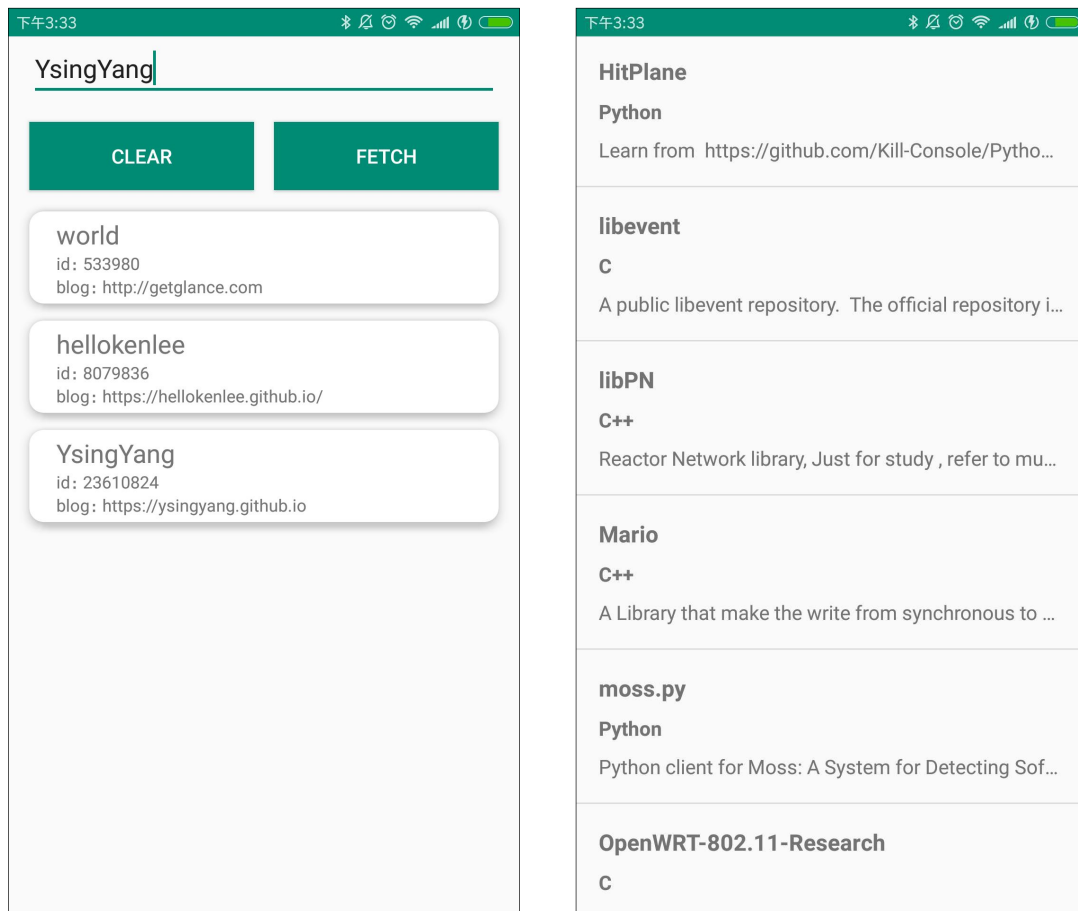 下午3:33
YsingYang
CLEAR
FETCH
world
id: 533980
blog: http://getglance.com
hellokenlee
id: 8079836
blog: https://hellokenlee.github.io/
YsingYang
id: 23610824
blog: https://ysingyang.github.io
下午3:33
HitPlane
Python
Learn from  https://github.com/Kill-Console/Pytho...
libevent
C
A public libevent repository.  The official repository i...
libPN
C++
Reactor Network library, Just for study , refer to mu...
Mario
C++
A Library that make the write from synchronous to ...
moss.py
Python
Python client for Moss: A System for Detecting Sof...
OpenWRT-802.11-Research
C